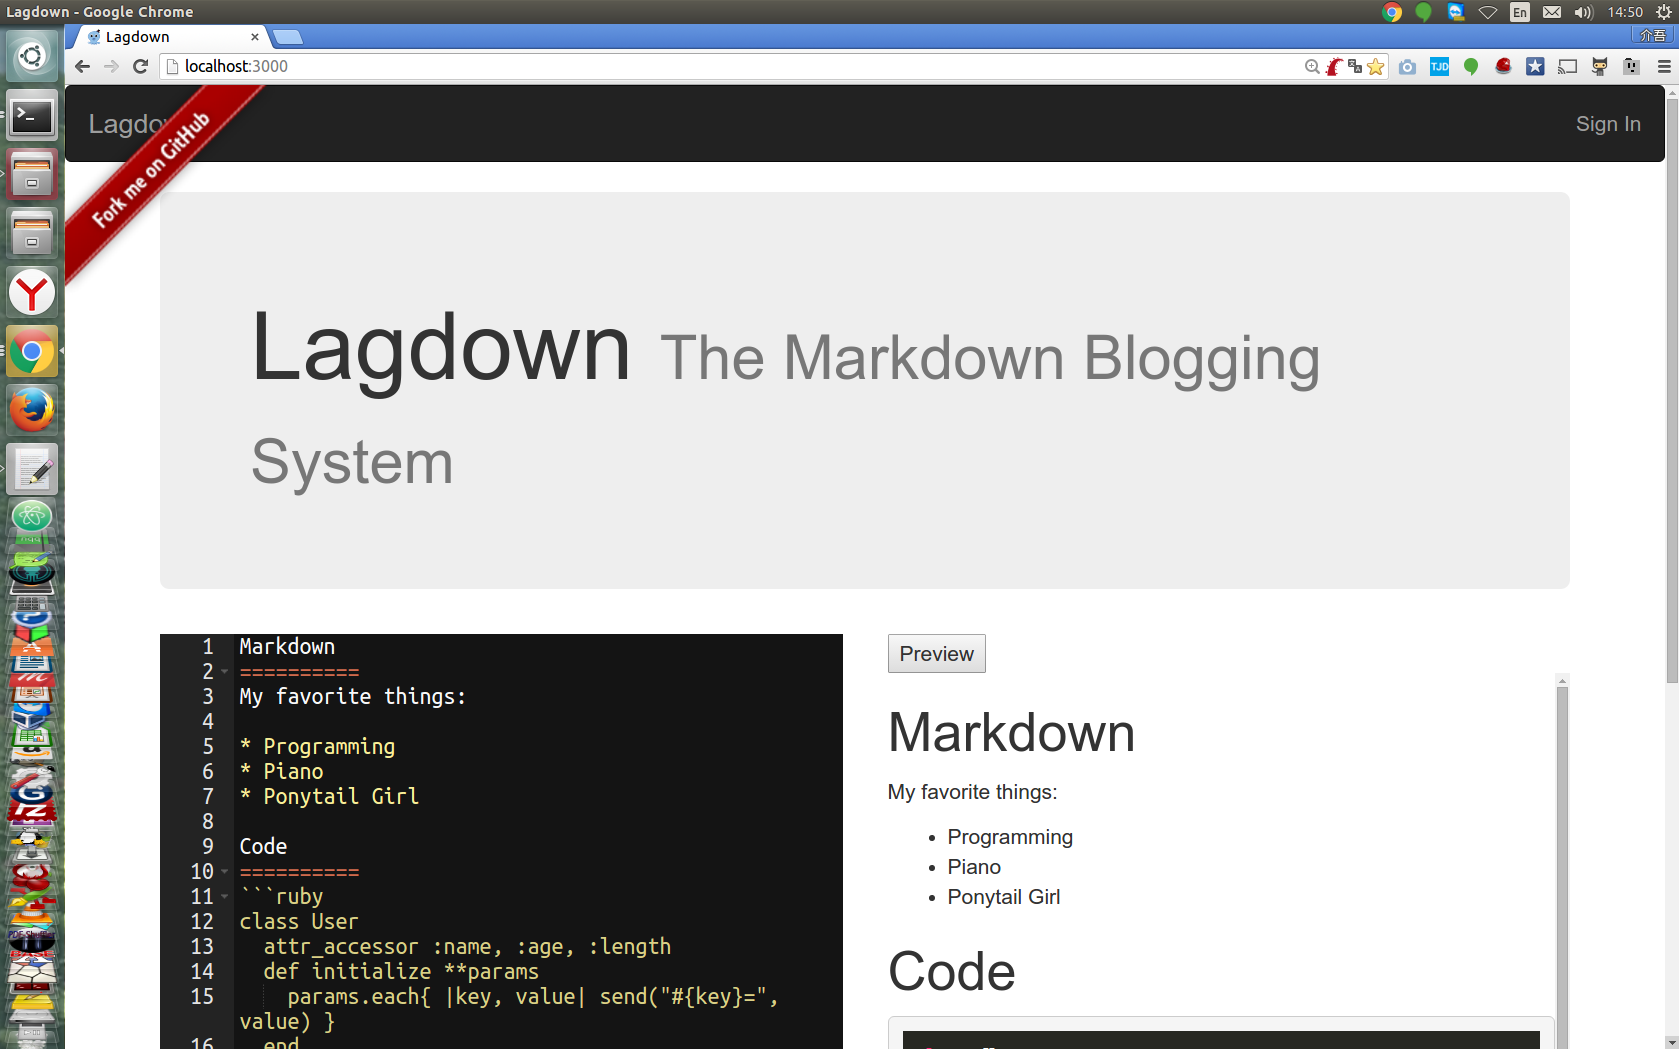 Lagdown - Google Chrome
En
14:50
Lagdown
介吾
localhost:3000
TJD
Lagdo
Sign In
Fork me on GitHub
Lagdown The Markdown Blogging
System
1 Markdown
2 ==========
3 My favorite things:
4
5 * Programming
6 * Piano
7 * Ponytail Girl
8
9 Code
10 ==========
11 ```ruby
12 class User
13 attr_accessor :name, :age, :length
14 def initialize **params
15 params.each{ |key, value| send("#{key}=",
value) }
16 end
Preview
Markdown
My favorite things:
• Programming
• Piano
• Ponytail Girl
Code